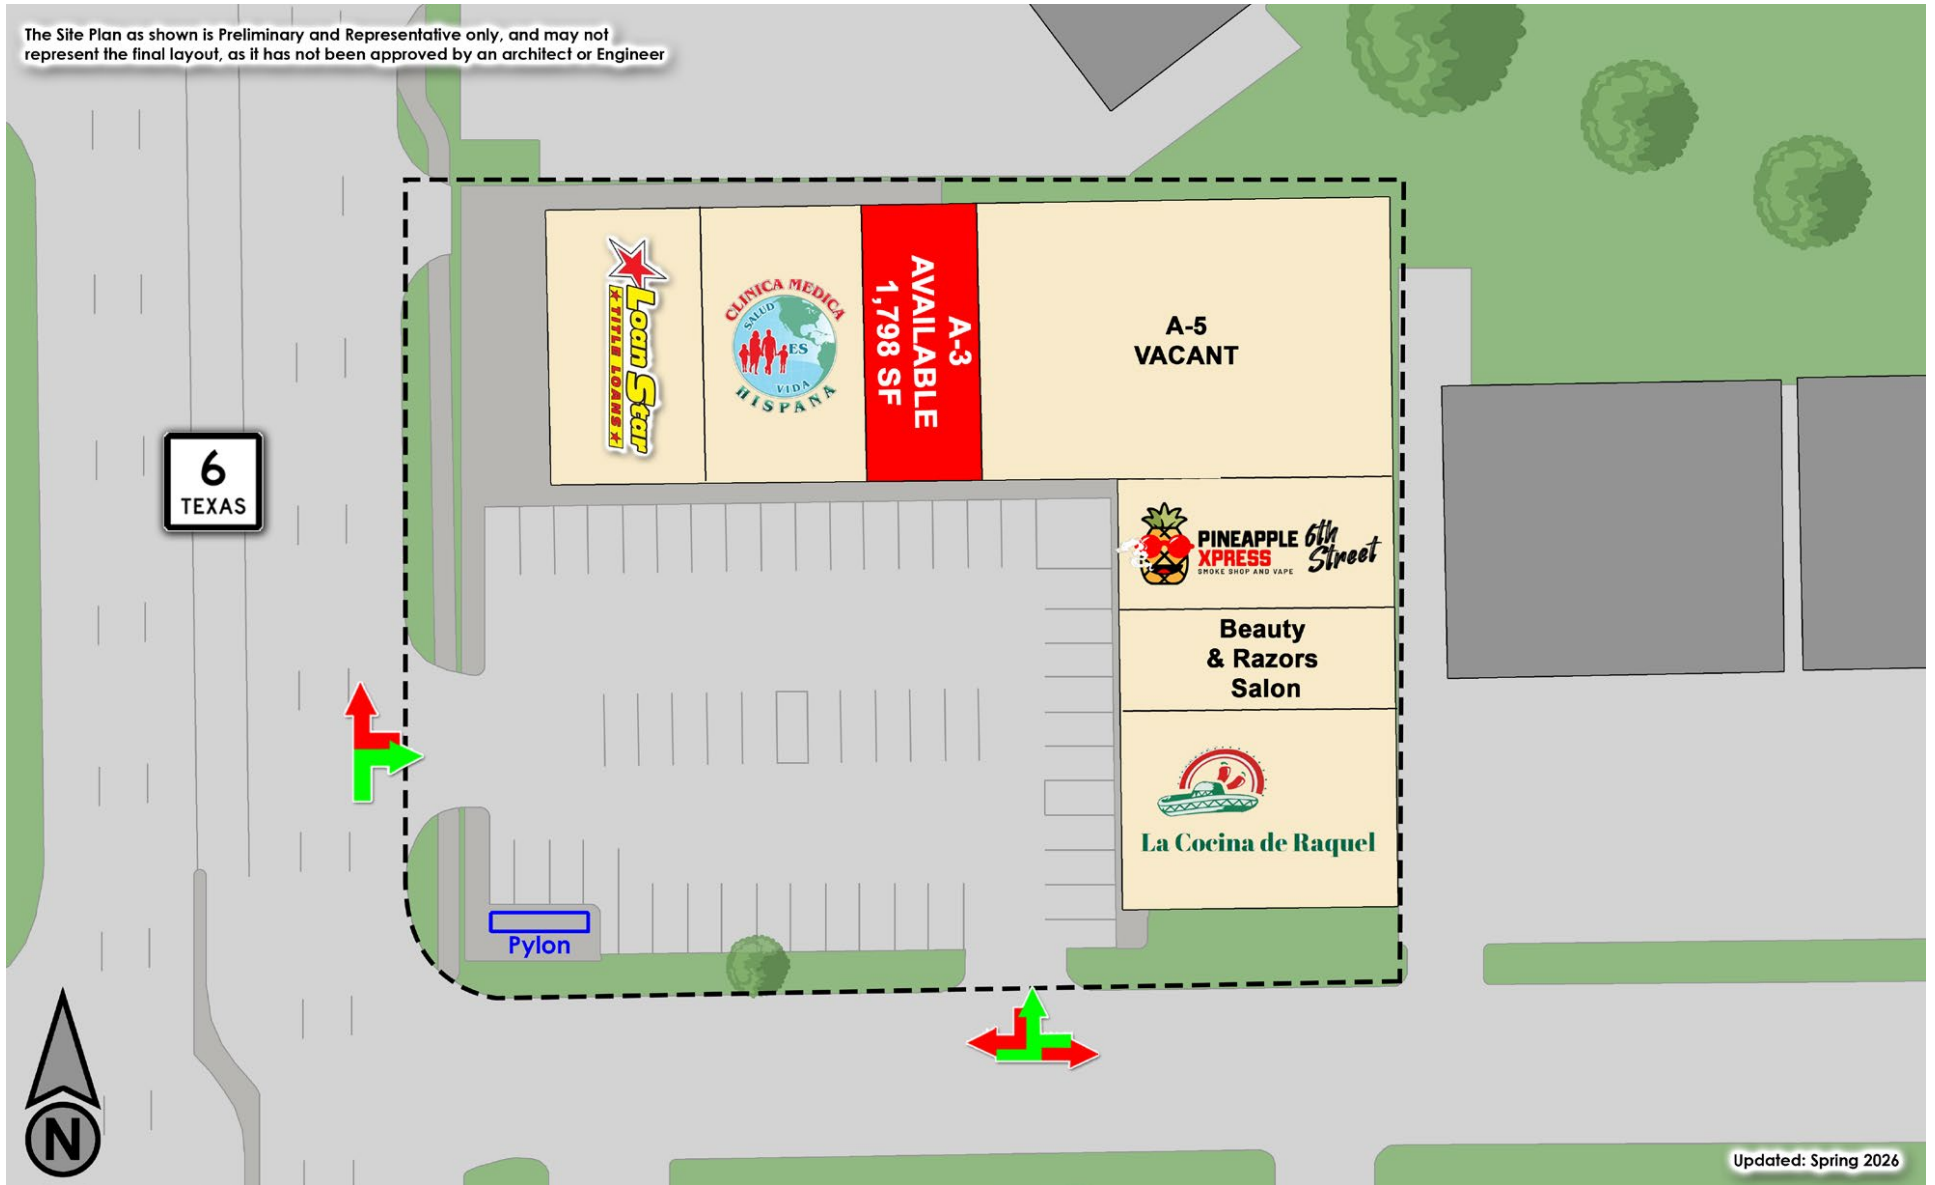 The Site Plan as shown is Preliminary and Representative only, and may not
represent the final layout, as it has not been approved by an architect or Engineer
6
TEXAS
Loan Star
TITLE LOANS
CLINICA MEDICA
SALUD
ES
VIDA
HISPANA
A-3
AVAILABLE
1,798 SF
A-5
VACANT
PINEAPPLE
XPRESS
SMOKE SHOP AND VAPE
6th
Street
Beauty
& Razors
Salon
La Cocina de Raquel
Pylon
N
Updated: Spring 2026